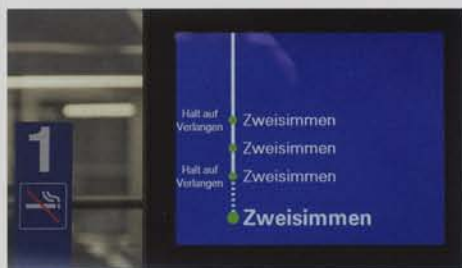 1
Halt auf
Verlangen
Zweisimmen
Zweisimmen
Halt auf
Verlangen
Zweisimmen
Zweisimmen